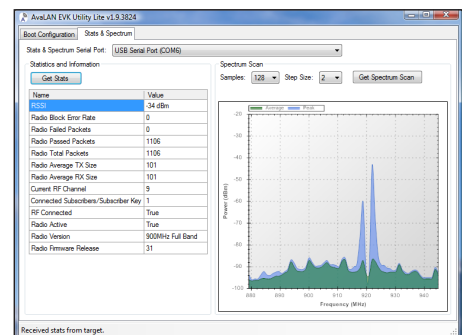 AvaLAN EVK Utility Lite v1.9.3824
Boot Configuration Stats & Spectrum
Stats & Spectrum Serial Port: USB Serial Port (COM6)
Statistics and Information
Get Stats
Name Value
RSSI -34 dBm
Radio Block Error Rate 0
Radio Failed Packets 0
Radio Passed Packets 1106
Radio Total Packets 1106
Radio Average TX Size 101
Radio Average RX Size 101
Current RF Channel 9
Connected Subscribers/Subscriber Key 1
RF Connected True
Radio Active True
Radio Version 900MHz Full Band
Radio Firmware Release 31
Spectrum Scan
Samples: 128 Step Size: 2 Get Spectrum Scan
Average Peak
Power (dBm)
-20
-30
-40
-50
-60
-70
-80
-90
-100
880 890 900 910 920 930 940
Frequency (MHz)
Received stats from target.